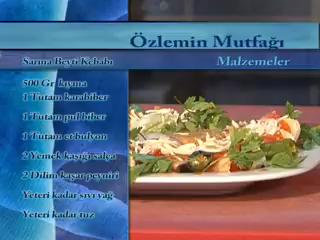 Özlemin Mutfağı
Malzemeler
Sarma Beyti Kebabı
500 Gr kıyma
1 Tutam karabiber
1 Tutam pul biber
1 Tutam et bulyon
2 Yemek kaşığı salça
2 Dilim kaşar peyniri
Yeteri kadar sıvı yağ
Yeteri kadar tuz